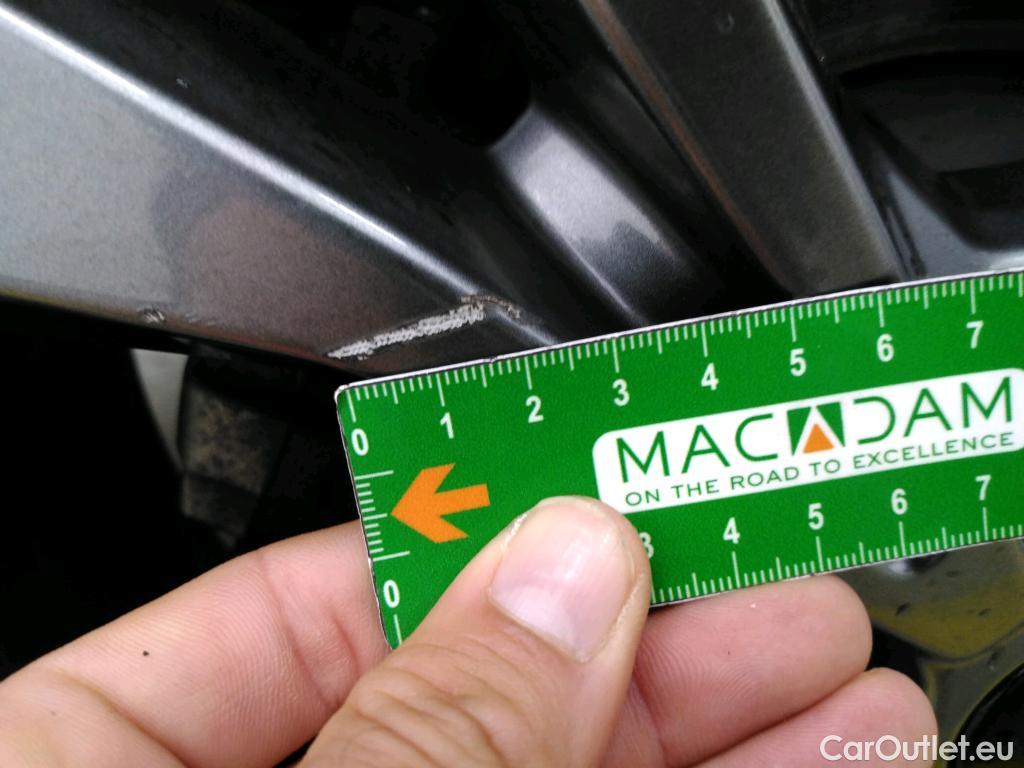 0 1 2 3 4 5 6 7
MACADAM
ON THE ROAD TO EXCELLENCE
0 3 4 5 6 7
CarOutlet.eu